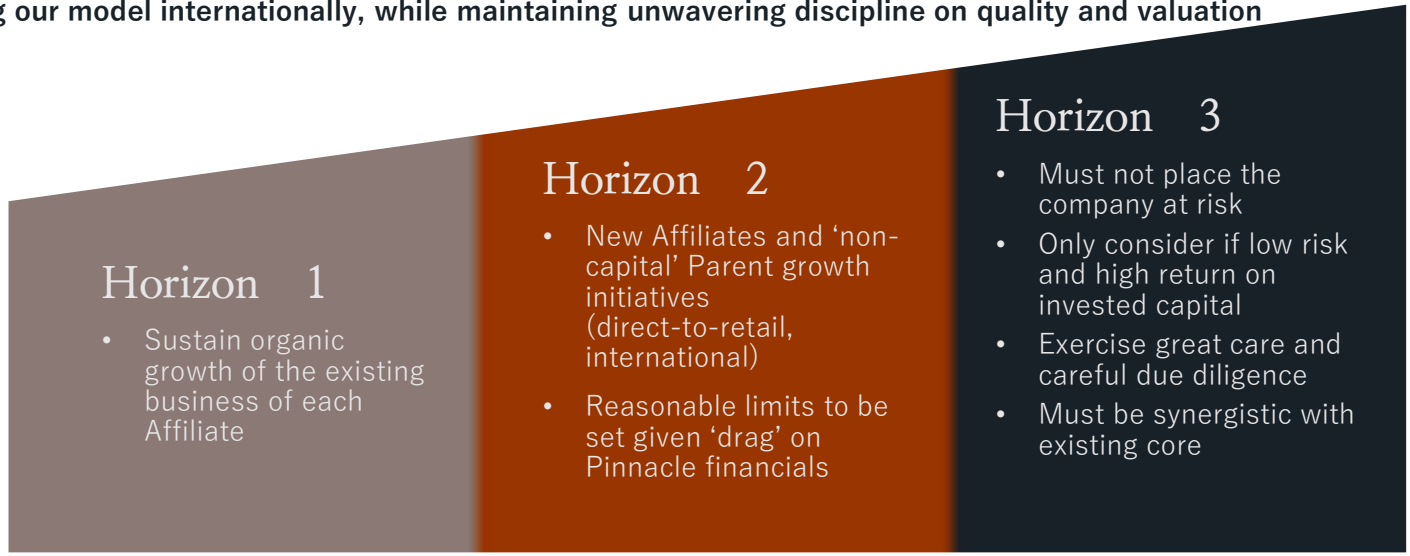 our model internationally, while maintaining unwavering discipline on quality and valuation
Horizon 1
• Sustain organic
growth of the existing
business of each
Affiliate
Horizon 2
• New Affiliates and ‘non-
capital’ Parent growth
initiatives
(direct-to-retail,
international)
• Reasonable limits to be
set given ‘drag’ on
Pinnacle financials
Horizon 3
• Must not place the
company at risk
• Only consider if low risk
and high return on
invested capital
• Exercise great care and
careful due diligence
• Must be synergistic with
existing core